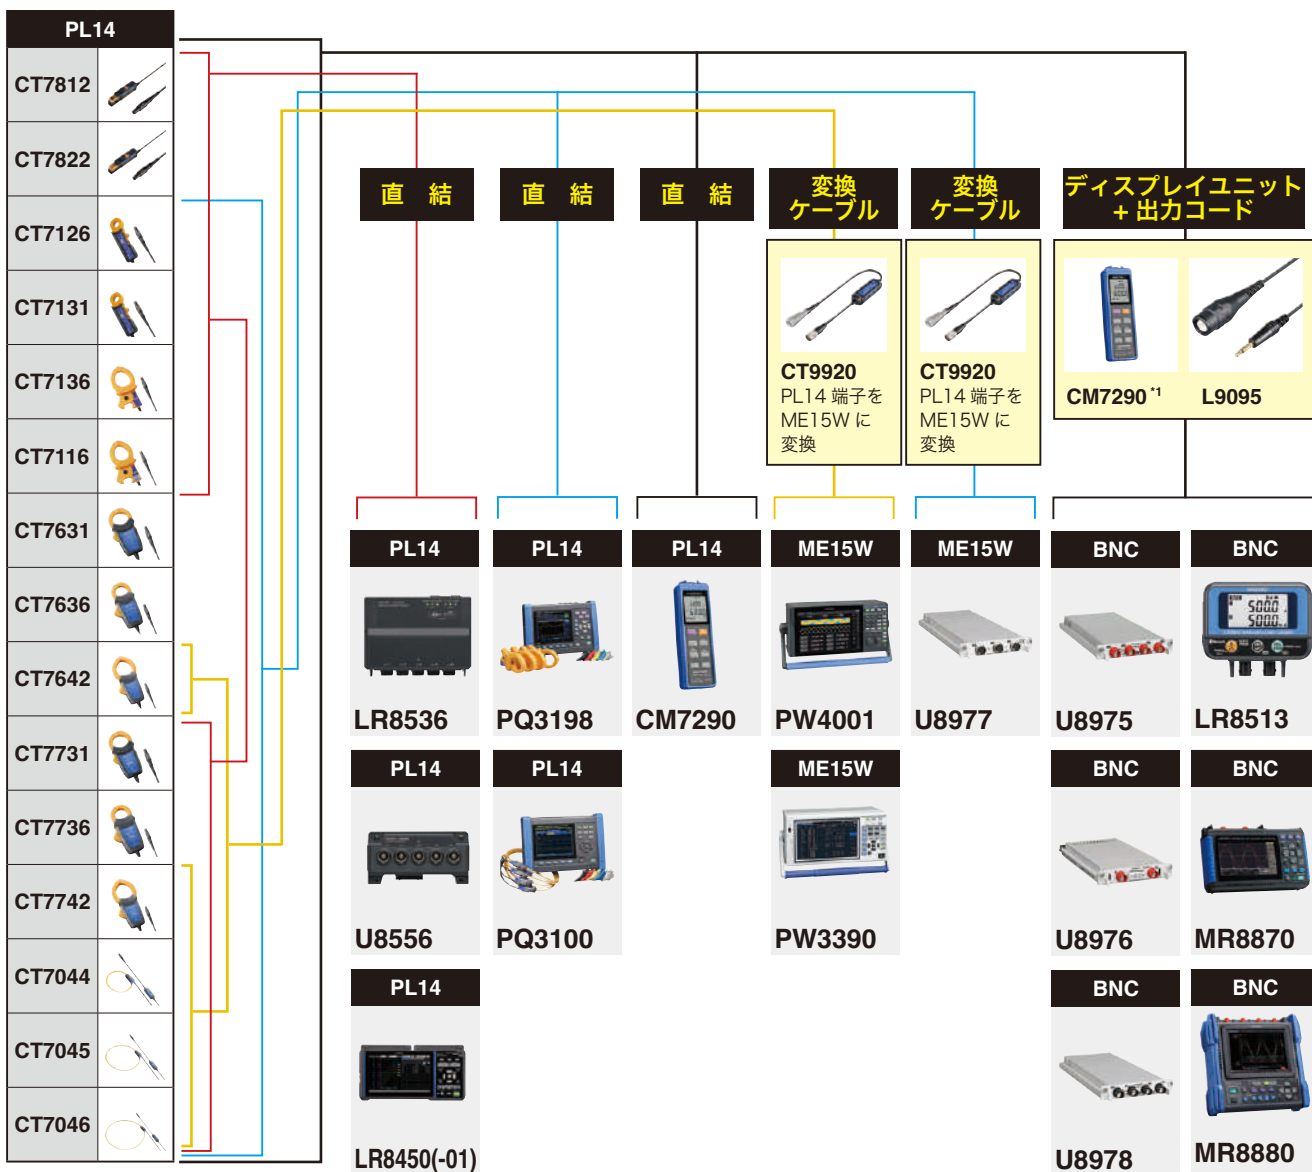 PL14
CT7812
CT7822
CT7126
CT7131
CT7136
CT7116
CT7631
CT7636
CT7642
CT7731
CT7736
CT7742
CT7044
CT7045
CT7046
直 結
直 結
直 結
変換
ケーブル
変換
ケーブル
ディスプレイユニット
+ 出力コード
CT9920
PL14 端子を
ME15W に
変換
CT9920
PL14 端子を
ME15W に
変換
CM7290 *1
L9095
PL14
LR8536
PL14
PQ3198
PL14
CM7290
ME15W
PW4001
ME15W
U8977
BNC
U8975
BNC
500.0
500.0
LR8513
PL14
U8556
PL14
PQ3100
ME15W
PW3390
BNC
U8976
BNC
MR8870
PL14
LR8450(-01)
BNC
U8978
BNC
MR8880